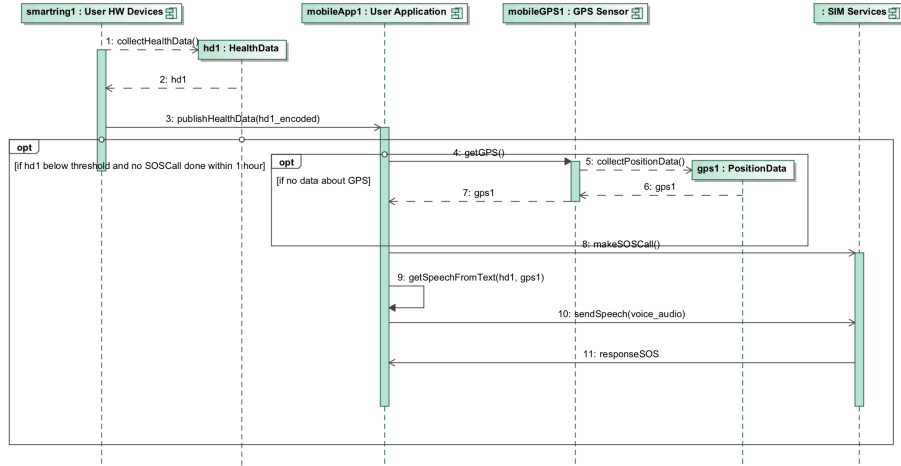 smartring1 : User HW Devices
mobileApp1 : User Application
mobileGPS1 : GPS Sensor
: SIM Services
1: collectHealthData()
hd1 : HealthData
2: hd1
3: publishHealthData(hd1_encoded)
opt
[if hd1 below threshold and no SOSCall done within 1 hour]
opt
[if no data about GPS]
4: getGPS()
5: collectPositionData()
gps1 : PositionData
6: gps1
7: gps1
8: makeSOSCall()
9: getSpeechFromText(hd1, gps1)
10: sendSpeech(voice_audio)
11: responseSOS